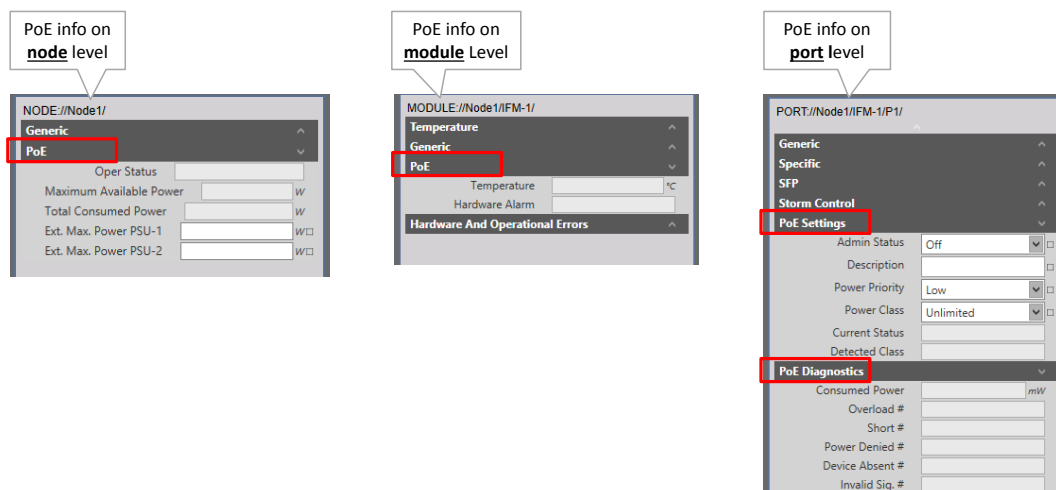 PoE info on
node level
NODE://Node1/
Generic
PoE
Oper Status
Maximum Available Power W
Total Consumed Power W
Ext. Max. Power PSU-1 W
Ext. Max. Power PSU-2 W
PoE info on
module Level
MODULE://Node1/IFM-1/
Temperature
Generic
PoE
Temperature °C
Hardware Alarm
Hardware And Operational Errors
PoE info on
port level
PORT://Node1/IFM-1/P1/
Generic
Specific
SFP
Storm Control
PoE Settings
Admin Status Off
Description
Power Priority Low
Power Class Unlimited
Current Status
Detected Class
PoE Diagnostics
Consumed Power mW
Overload #
Short #
Power Denied #
Device Absent #
Invalid Sig. #